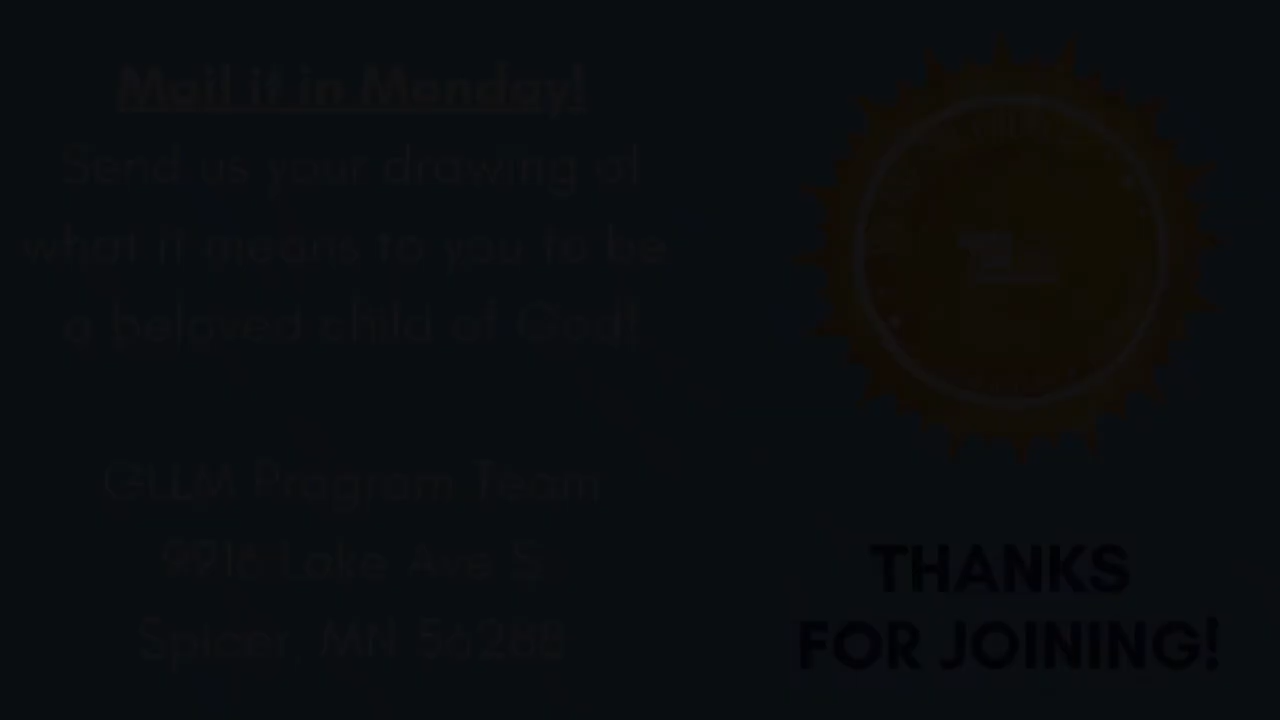 Mail it in Monday!
Send us your drawing of
what it means to you to be
a beloved child of God!
GLLM Program Team
9916 Lake Ave S
Spicer, MN 56288
THANKS
FOR JOINING!